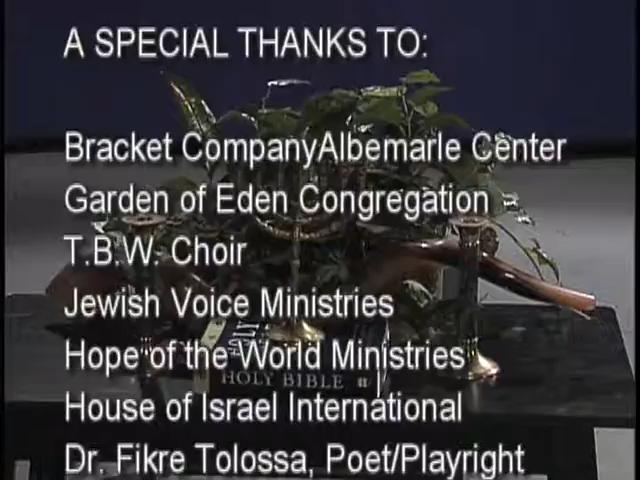 A SPECIAL THANKS TO:
Bracket CompanyAlbemarle Center
Garden of Eden Congregation
T.B.W. Choir
Jewish Voice Ministries
Hope of the World Ministries
HOLY
HOLY BIBLE
House of Israel International
Dr. Fikre Tolossa, Poet/Playright